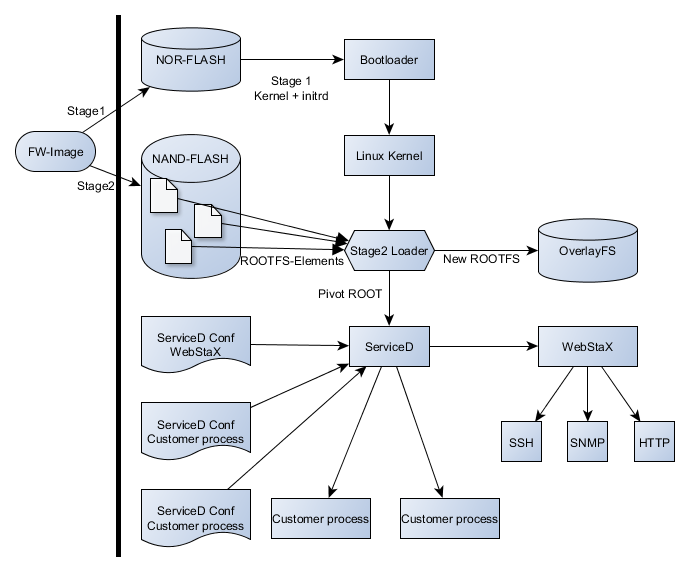 NOR-FLASH
Bootloader
Stage 1
Kernel + initrd
Stage1
FW-Image
Stage2
NAND-FLASH
Linux Kernel
Stage2 Loader
ROOTFS-Elements
New ROOTFS
OverlayFS
Pivot ROOT
ServiceD Conf
WebStaX
ServiceD
WebStaX
ServiceD Conf
Customer process
SSH
SNMP
HTTP
ServiceD Conf
Customer process
Customer process
Customer process